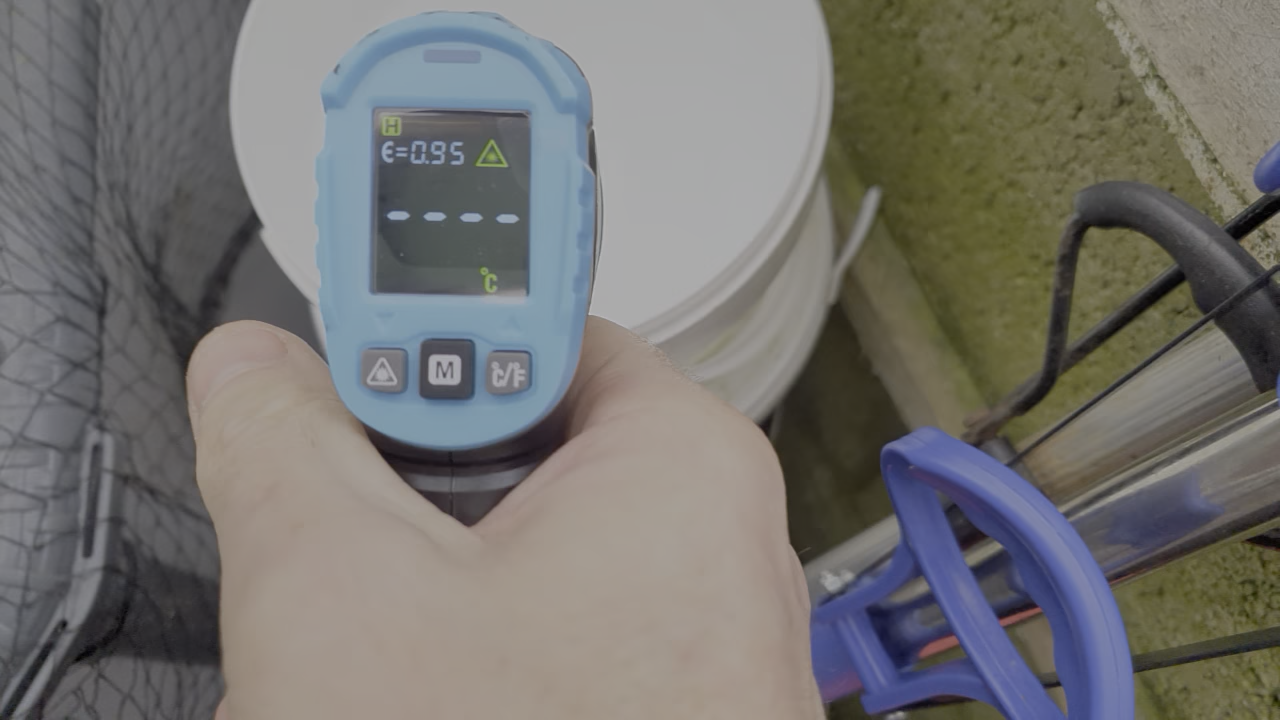 H
ε=0.95
- - - -
°C
M
°C/°F